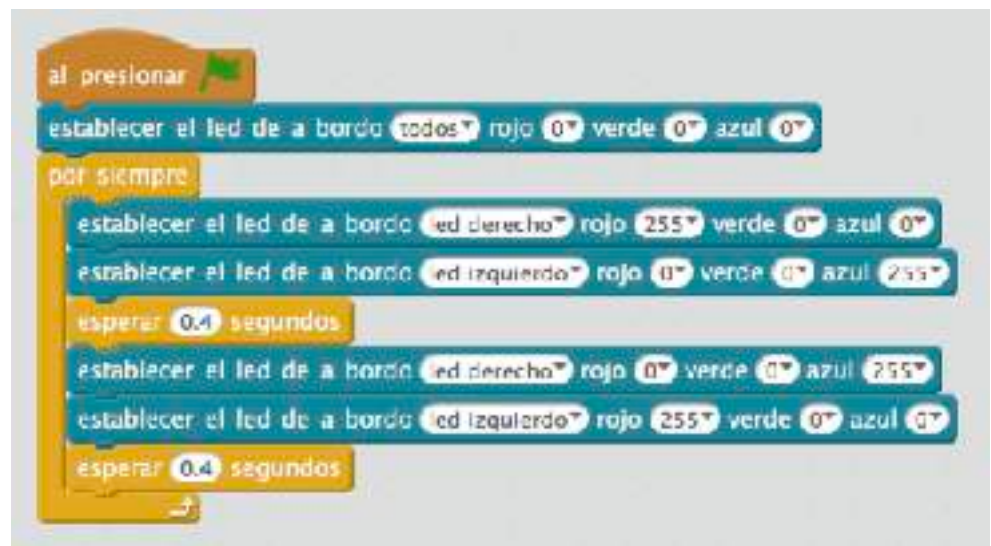 al presionar
establecer el led de a bordo todos rojo 0 verde 0 azul 0
por siempre
establecer el led de a bordo led derecho rojo 255 verde 0 azul 0
establecer el led de a bordo led izquierdo rojo 0 verde 0 azul 255
esperar 0.4 segundos
establecer el led de a bordo led derecho rojo 0 verde 0 azul 255
establecer el led de a bordo led izquierdo rojo 255 verde 0 azul 0
esperar 0.4 segundos